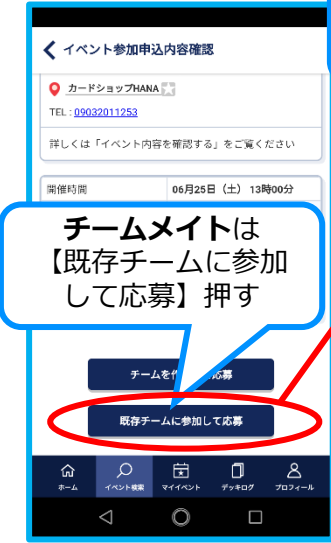 イベント参加申込内容確認
カードショップHANA
TEL : 09032011253
詳しくは「イベント内容を確認する」をご覧ください
開催時間 06月25日（土） 13時00分
チームメイトは
【既存チームに参加
して応募】押す
チームを作 応募
既存チームに参加して応募
ホーム イベント検索 マイイベント デッキログ プロフィール